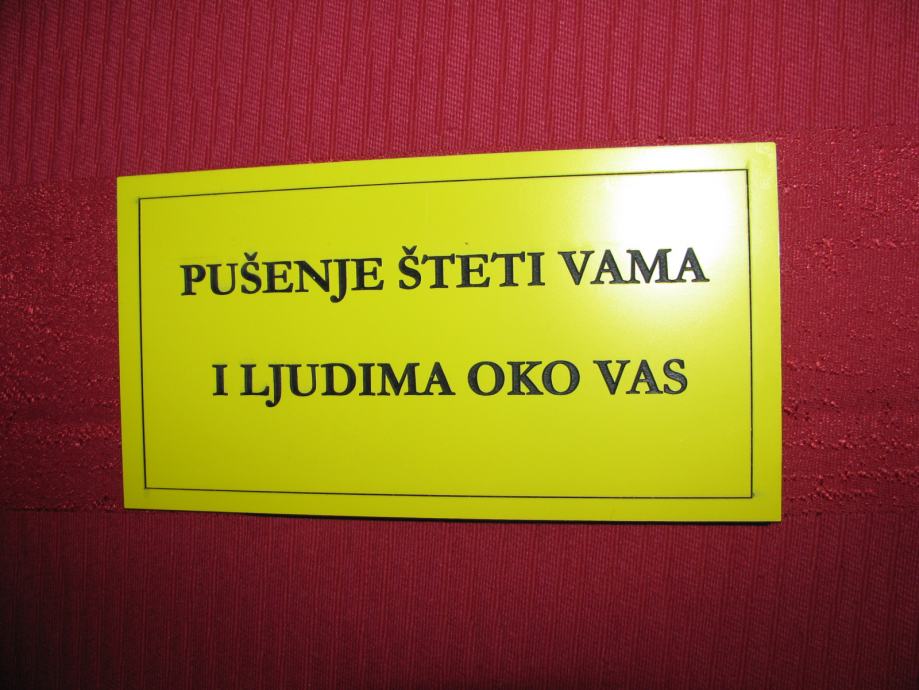 PUŠENJE ŠTETI VAMA
I LJUDIMA OKO VAS